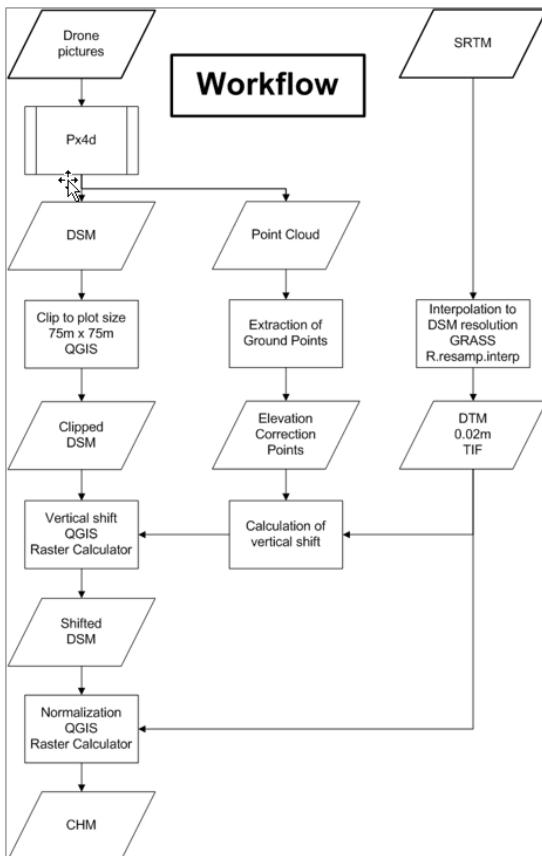 Drone
pictures
SRTM
Workflow
Px4d
DSM
Point Cloud
Clip to plot size
75m x 75m
QGIS
Extraction of
Ground Points
Interpolation to
DSM resolution
GRASS
R.resamp.interp
Clipped
DSM
Elevation
Correction
Points
DTM
0.02m
TIF
Vertical shift
QGIS
Raster Calculator
Calculation of
vertical shift
Shifted
DSM
Normalization
QGIS
Raster Calculator
CHM